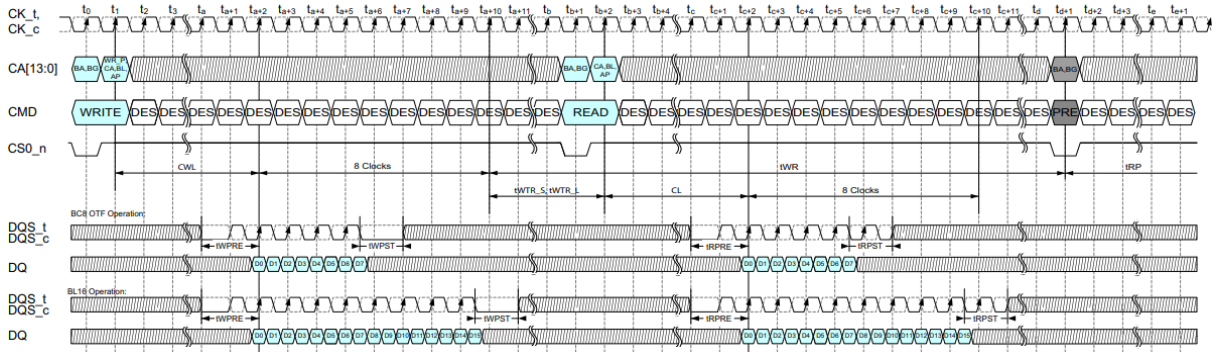 t0 t1 t2 t3 ta ta+1 ta+2 ta+3 ta+4 ta+5 ta+6 ta+7 ta+8 ta+9 ta+10 ta+11 tb tb+1 tb+2 tb+3 tb+4 tc tc+1 tc+2 tc+3 tc+4 tc+5 tc+6 tc+7 tc+8 tc+9 tc+10 tc+11 td td+1 td+2 td+3 te te+1
CK_t,
CK_c
CA[13:0] BA,BG WR_P CA,BL, AP BA,BG CA,BL, AP BA,BG
CMD WRITE DES DES DES DES DES DES DES DES DES DES DES DES DES DES DES READ DES DES DES DES DES DES DES DES DES DES DES DES DES DES DES PRE DES DES DES DES
CS0_n
CWL 8 Clocks tWR tRP
tWTR_S, tWTR_L CL 8 Clocks
BC8 OTF Operation:
DQS_t
DQS_c
tWPRE tWPST tRPRE tRPST
DQ D0 D1 D2 D3 D4 D5 D6 D7 D0 D1 D2 D3 D4 D5 D6 D7
BL16 Operation:
DQS_t
DQS_c
tWPRE tWPST tRPRE tRPST
DQ D0 D1 D2 D3 D4 D5 D6 D7 D8 D9 D10 D11 D12 D13 D14 D15 D0 D1 D2 D3 D4 D5 D6 D7 D8 D9 D10 D11 D12 D13 D14 D15